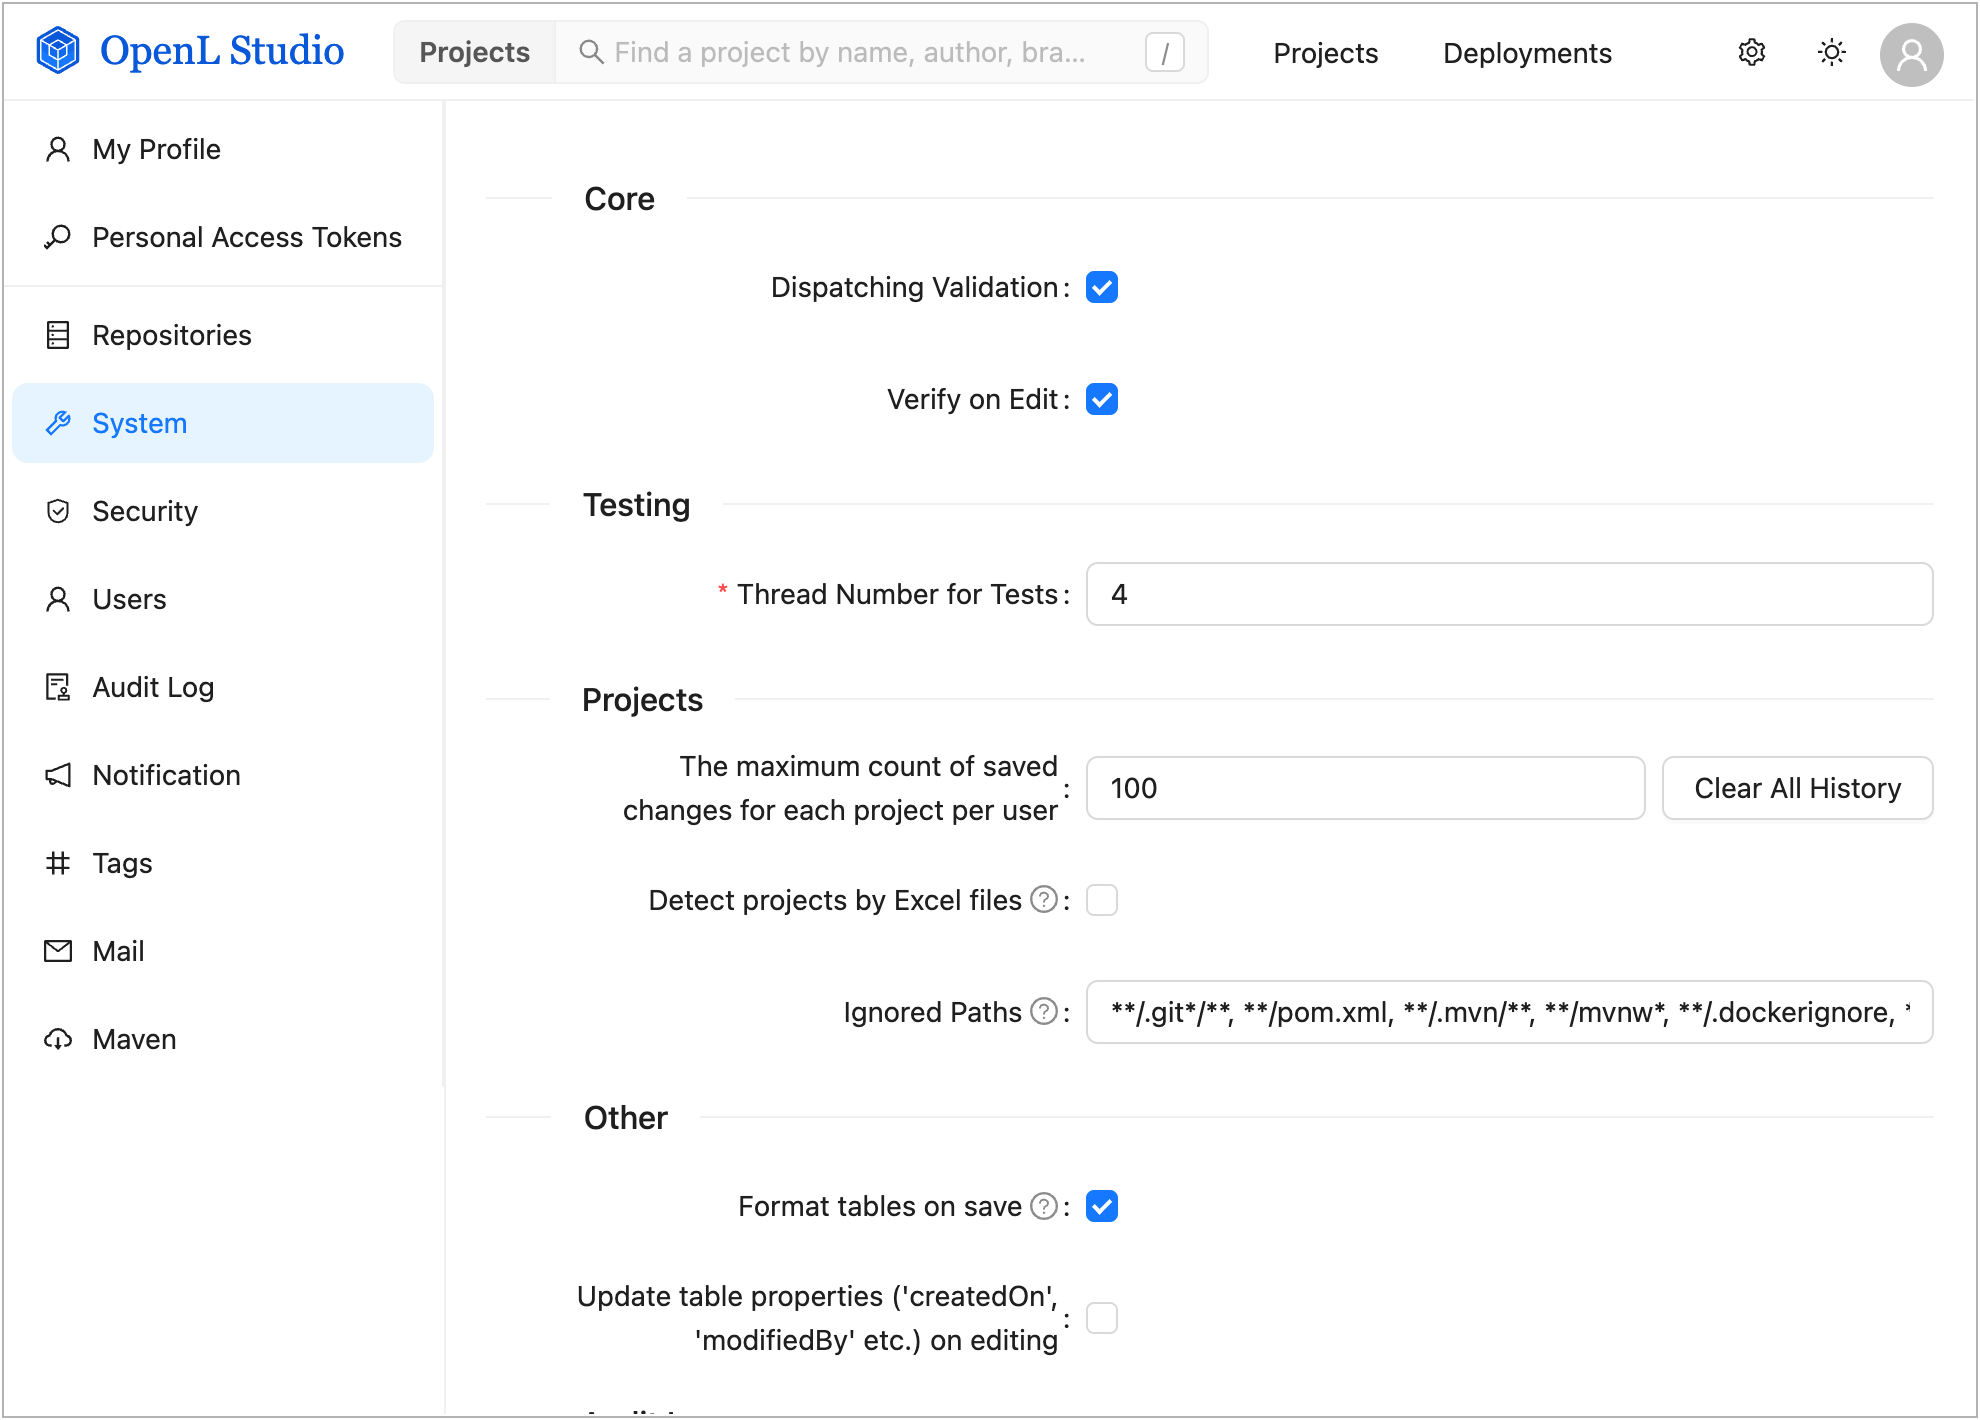 OpenL Studio
Projects
Find a project by name, author, bra...
/
Projects
Deployments
My Profile
Personal Access Tokens
Repositories
System
Security
Users
Audit Log
Notification
Tags
Mail
Maven
Core
Dispatching Validation:
Verify on Edit:
Testing
* Thread Number for Tests:
4
Projects
The maximum count of saved
changes for each project per user
:
100
Clear All History
Detect projects by Excel files ? :
Ignored Paths ? :
**/.git*/**, **/pom.xml, **/.mvn/**, **/mvnw*, **/.dockerignore, *
Other
Format tables on save ? :
Update table properties ('createdOn',
'modifiedBy' etc.) on editing
: